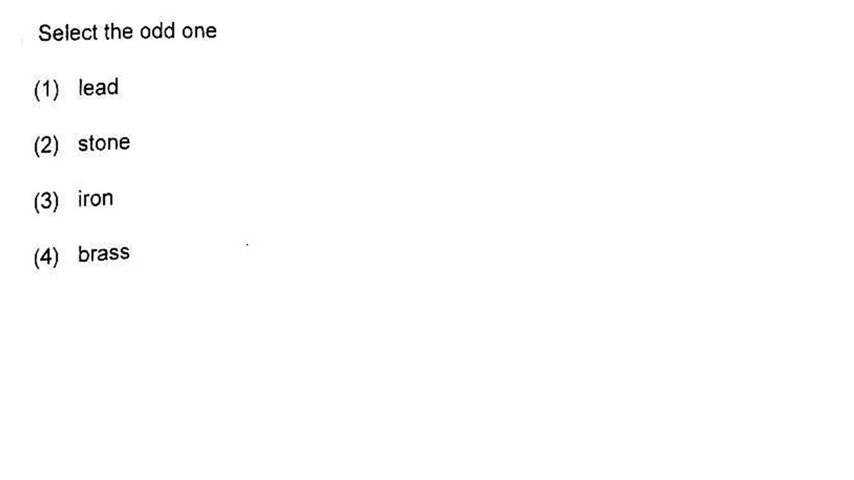 Select the odd one
(1) lead
(2) stone
(3) iron
(4) brass